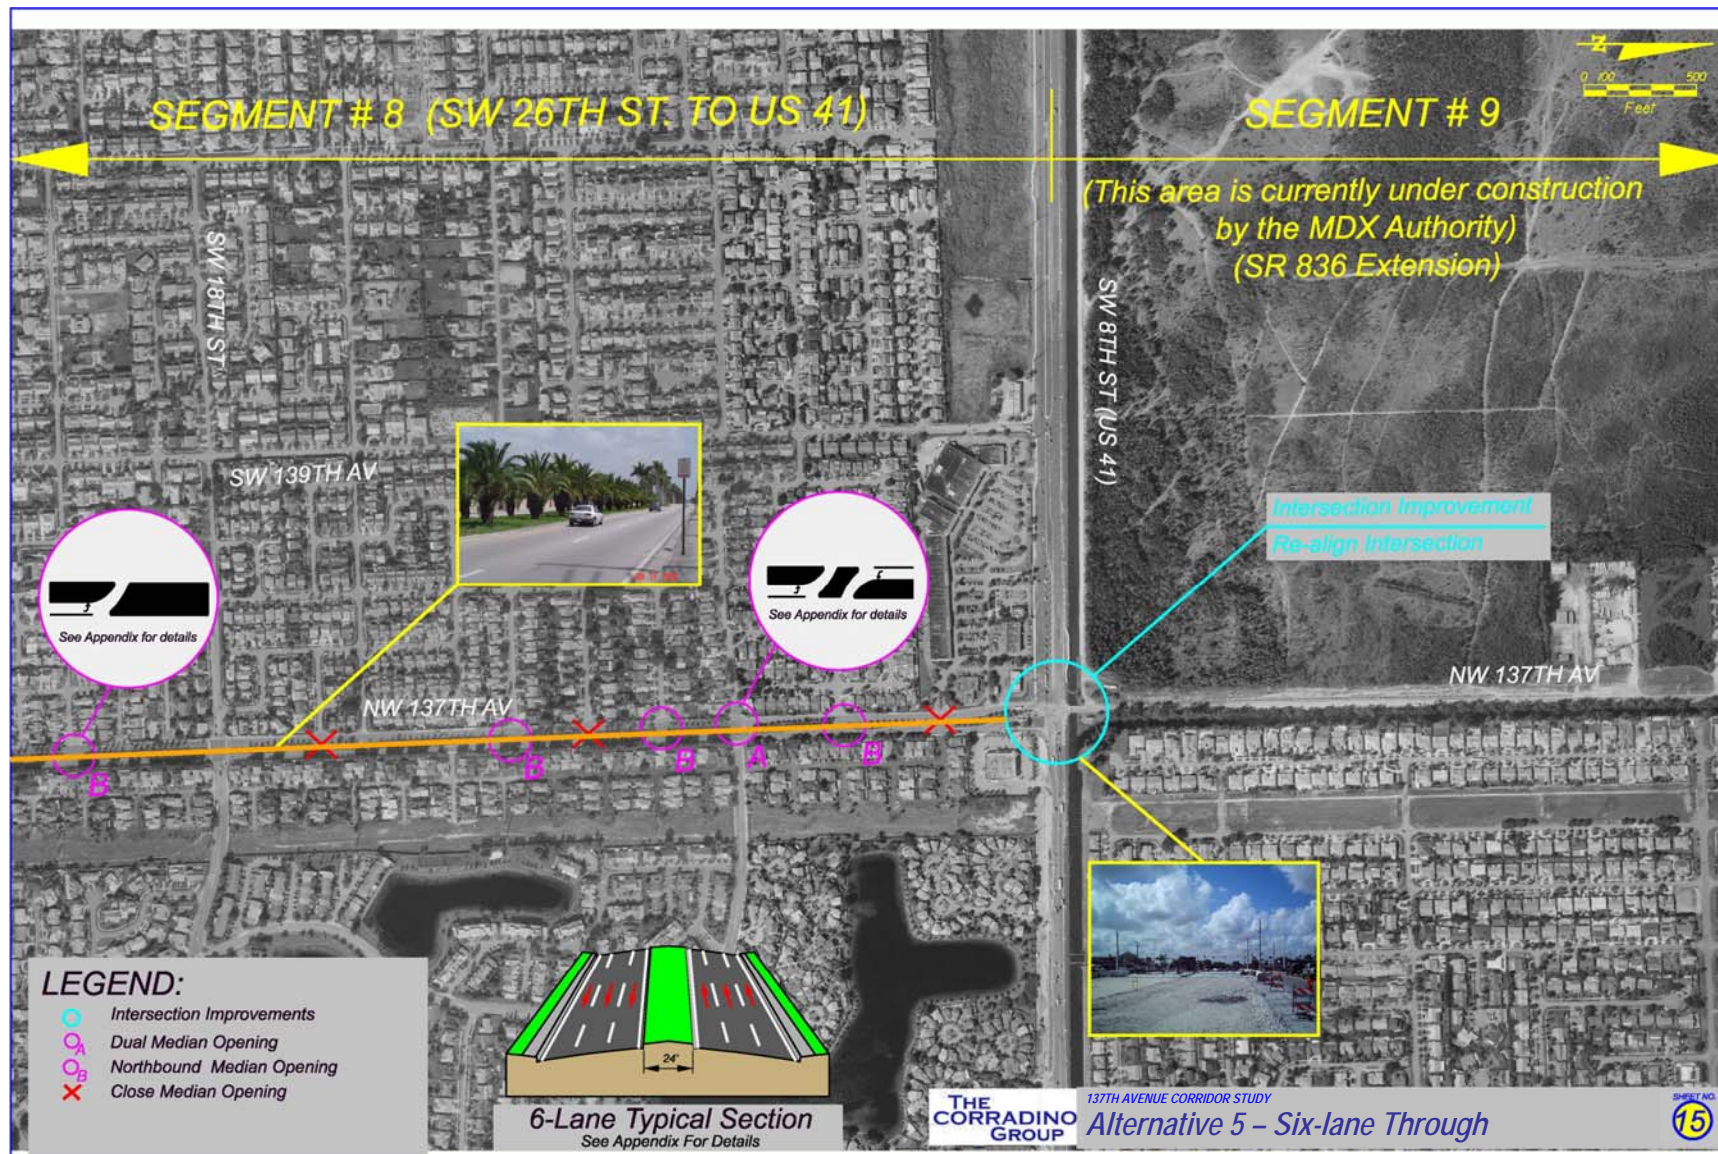 Z
0 100 500
Feet
SEGMENT # 8 (SW 26TH ST. TO US 41)
SEGMENT # 9
(This area is currently under construction
by the MDX Authority)
(SR 836 Extension)
SW 18TH ST
SW 8TH ST (US 41)
SW 139TH AV
Intersection Improvement
Re-align Intersection
See Appendix for details
See Appendix for details
NW 137TH AV
NW 137TH AV
B
B
B
A
B
LEGEND:
Intersection Improvements
A Dual Median Opening
B Northbound Median Opening
Close Median Opening
24'
6-Lane Typical Section
See Appendix For Details
THE
CORRADINO
GROUP
137TH AVENUE CORRIDOR STUDY
Alternative 5 – Six-lane Through
SHEET NO.
15